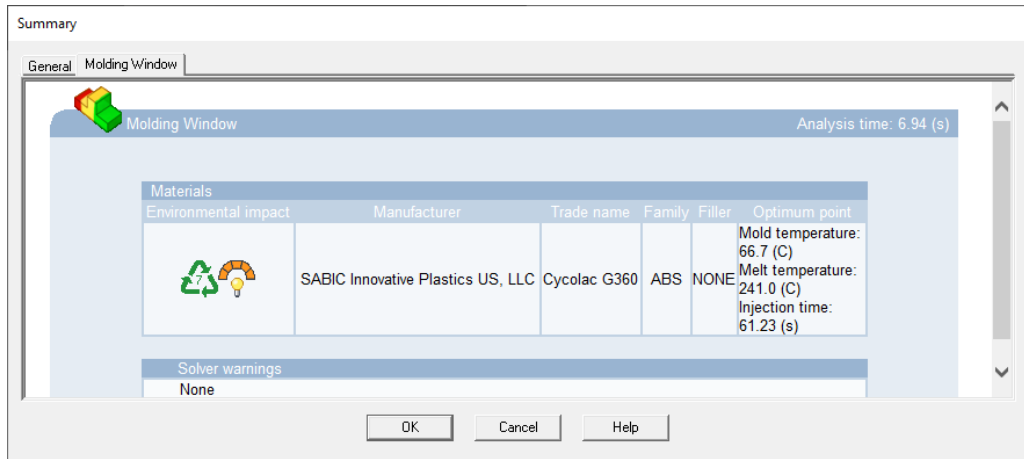 Summary
General
Molding Window
Molding Window
Analysis time: 6.94 (s)
Materials
Environmental impact Manufacturer Trade name Family Filler Optimum point
7
SABIC Innovative Plastics US, LLC Cycolac G360 ABS NONE
Mold temperature:
66.7 (C)
Melt temperature:
241.0 (C)
Injection time:
61.23 (s)
Solver warnings
None
OK Cancel Help